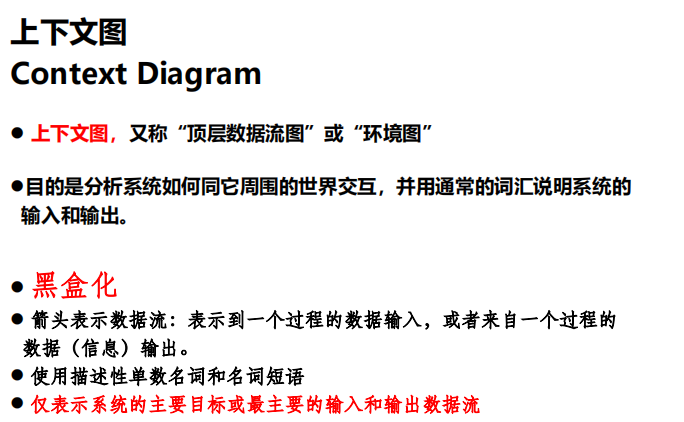 上下文图
Context Diagram
● 上下文图，又称“顶层数据流图”或“环境图”
●目的是分析系统如何同它周围的世界交互，并用通常的词汇说明系统的
输入和输出。
● 黑盒化
● 箭头表示数据流：表示到一个过程的数据输入，或者来自一个过程的
数据（信息）输出。
● 使用描述性单数名词和名词短语
● 仅表示系统的主要目标或最主要的输入和输出数据流